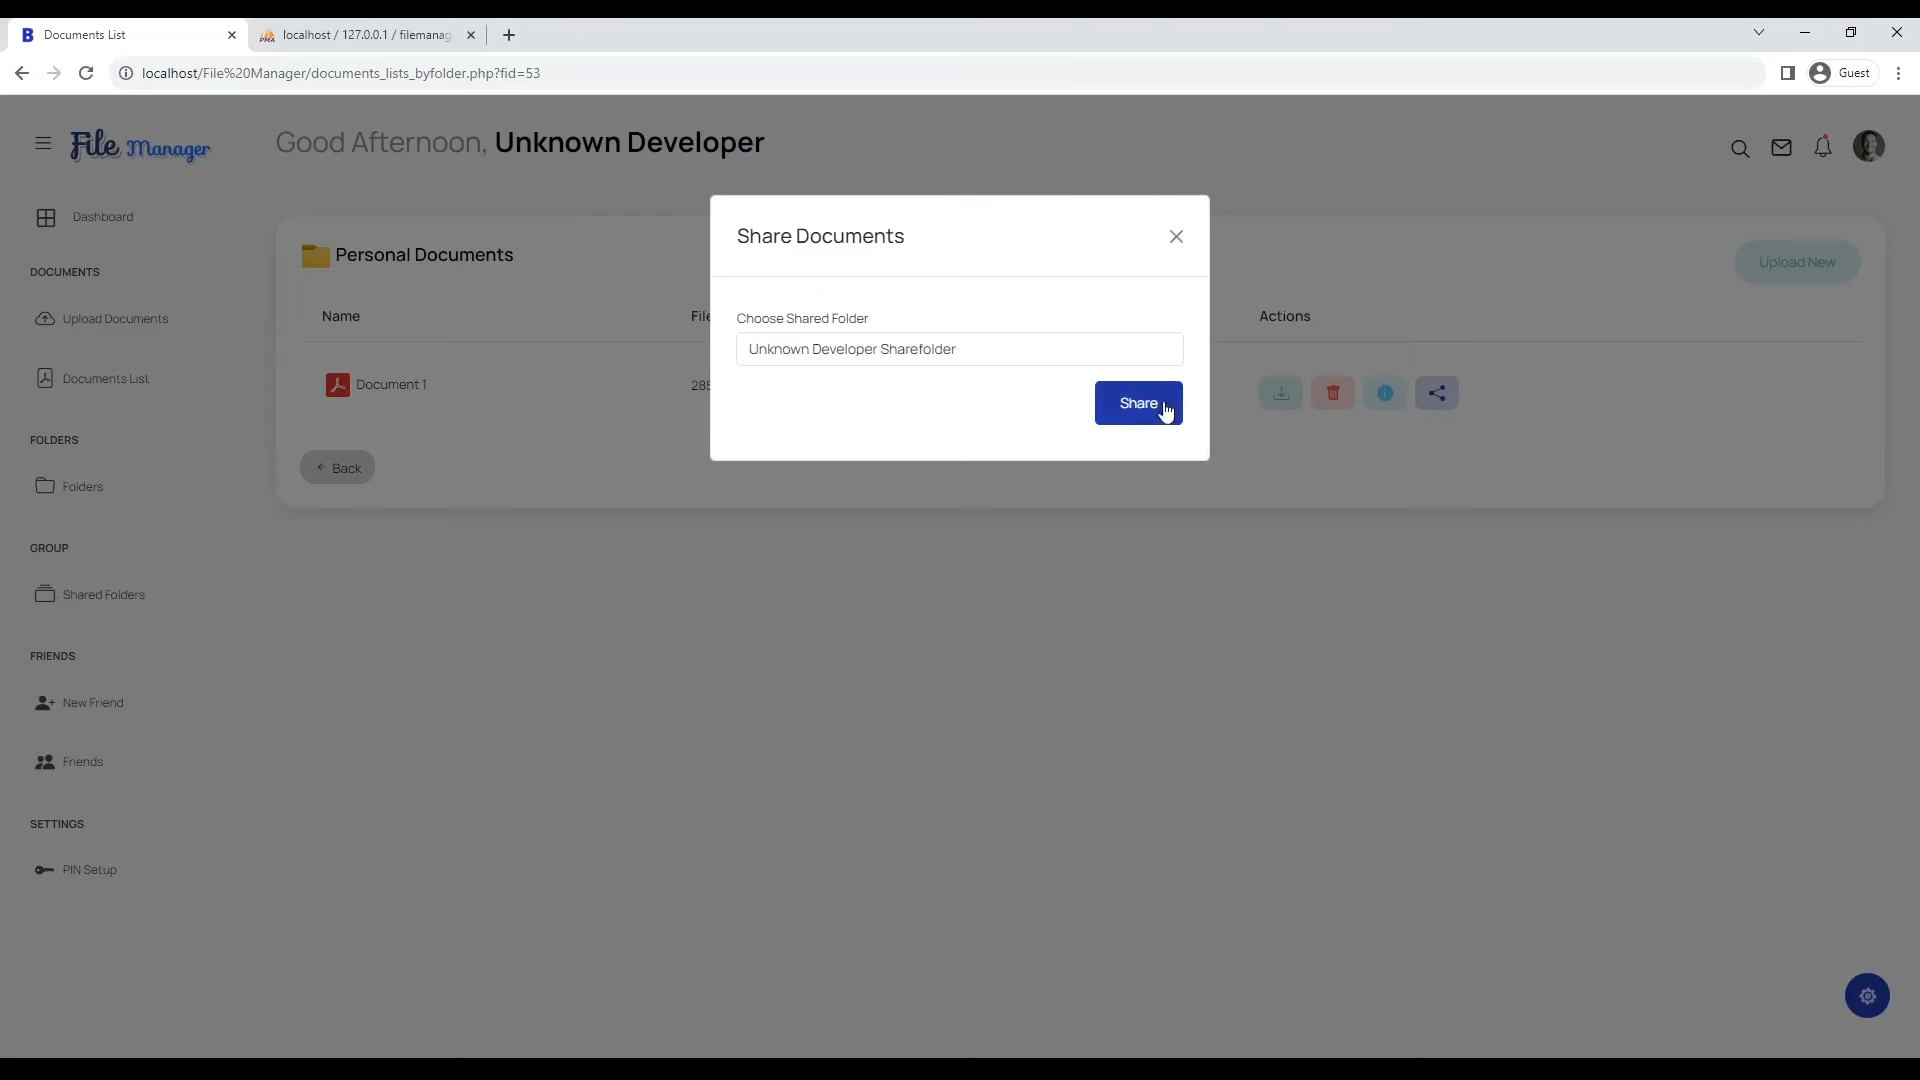 Documents List
localhost / 127.0.0.1 / filemanag
localhost/File%20Manager/documents_lists_byfolder.php?fid=53
Guest
File Manager
Good Afternoon, Unknown Developer
Dashboard
DOCUMENTS
Upload Documents
Documents List
FOLDERS
Folders
GROUP
Shared Folders
FRIENDS
New Friend
Friends
SETTINGS
PIN Setup
Personal Documents
Upload New
Name
File
Actions
Document 1
285
Back
Share Documents
Choose Shared Folder
Unknown Developer Sharefolder
Share